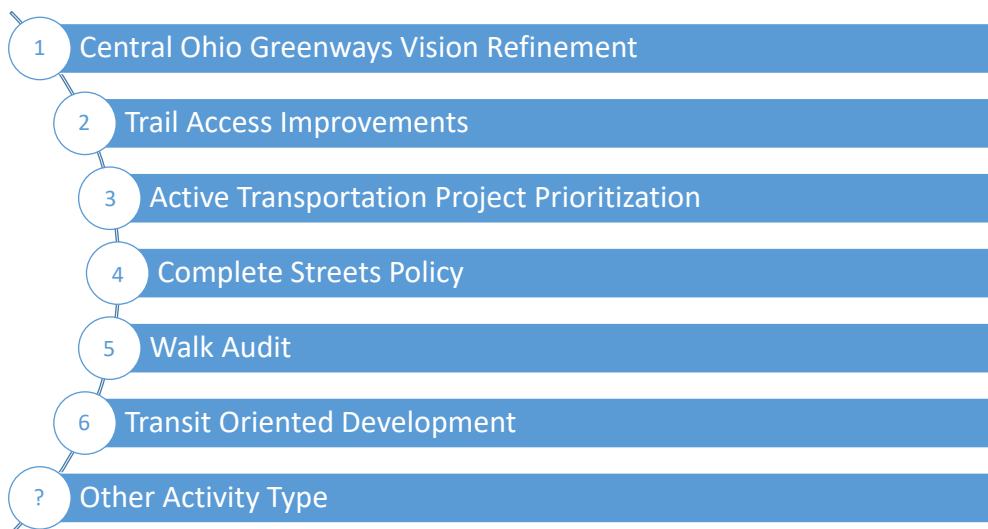 1 Central Ohio Greenways Vision Refinement
2 Trail Access Improvements
3 Active Transportation Project Prioritization
4 Complete Streets Policy
5 Walk Audit
6 Transit Oriented Development
? Other Activity Type